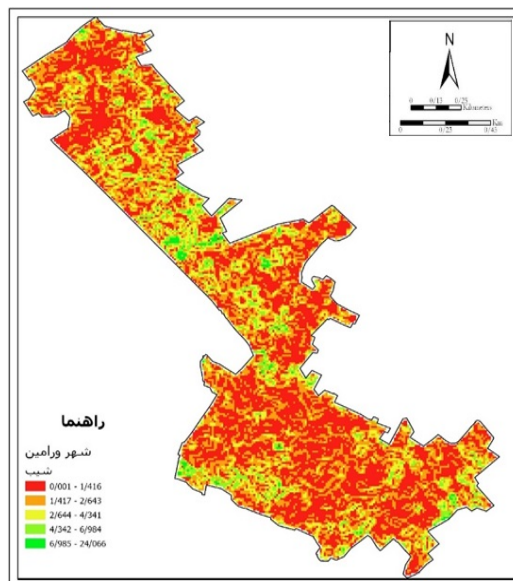 N
0 0/13 0/25
Kilometers
Km
0 0/23 0/45
راهنما
شهر ورامین
شیب
0/001 - 1/416
1/417 - 2/643
2/644 - 4/341
4/342 - 6/984
6/985 - 24/066